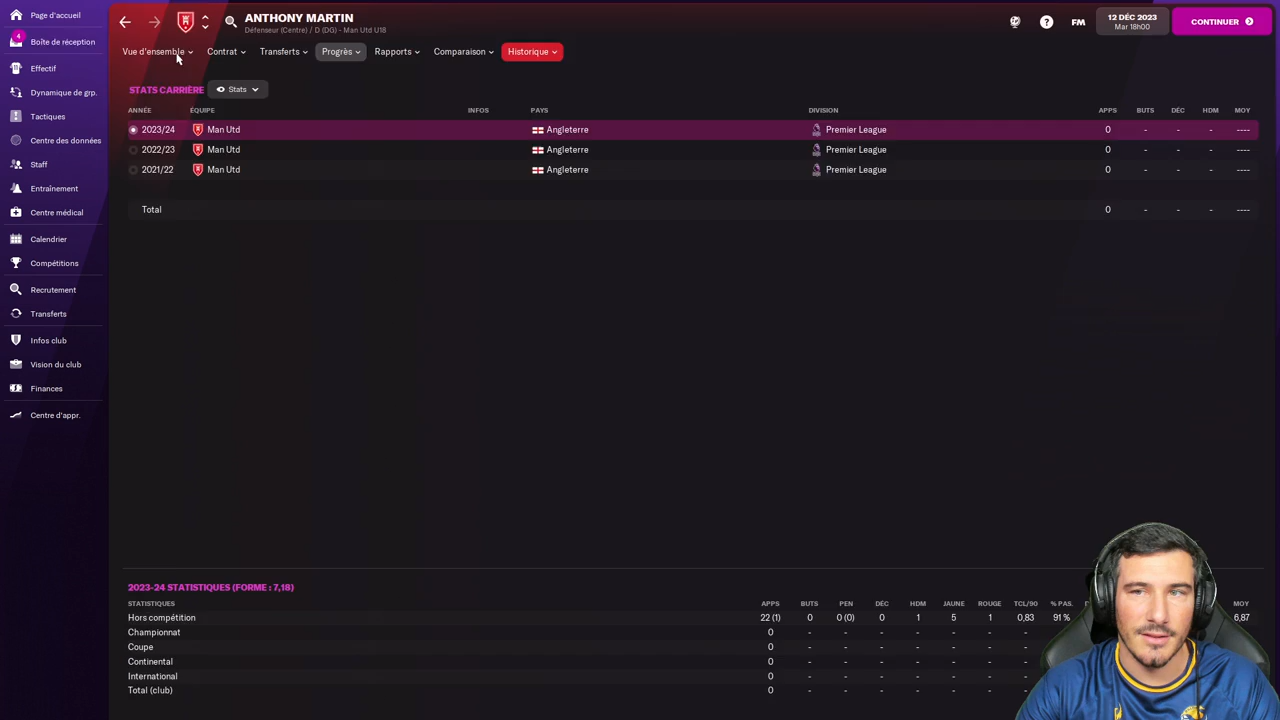 Page d'accueil
4
Boîte de réception
Effectif
Dynamique de grp.
Tactiques
Centre des données
Staff
Entraînement
Centre médical
Calendrier
Compétitions
Recrutement
Transferts
Infos club
Vision du club
Finances
Centre d'appr.
ANTHONY MARTIN
Défenseur (Centre) / D (DG) - Man Utd U18
FM
12 DÉC 2023
Mar 18h00
CONTINUER
Vue d'ensemble Contrat Transferts Progrès Rapports Comparaison Historique
STATS CARRIÈRE Stats
ANNÉE ÉQUIPE INFOS PAYS DIVISION APPS BUTS DÉC HDM MOY
2023/24 Man Utd Angleterre Premier League 0 - - - ----
2022/23 Man Utd Angleterre Premier League 0 - - - ----
2021/22 Man Utd Angleterre Premier League 0 - - - ----
Total 0 - - - ----
2023-24 STATISTIQUES (FORME : 7,18)
STATISTIQUES APPS BUTS PEN DÉC HDM JAUNE ROUGE TCL/90 % PAS. MOY
Hors compétition 22 (1) 0 0 (0) 0 1 5 1 0,83 91 % 6,87
Championnat 0 - - - - - - -
Coupe 0 - - - - - - -
Continental 0 - - - - - - -
International 0 - - - - - - -
Total (club) 0 - - - - - - -